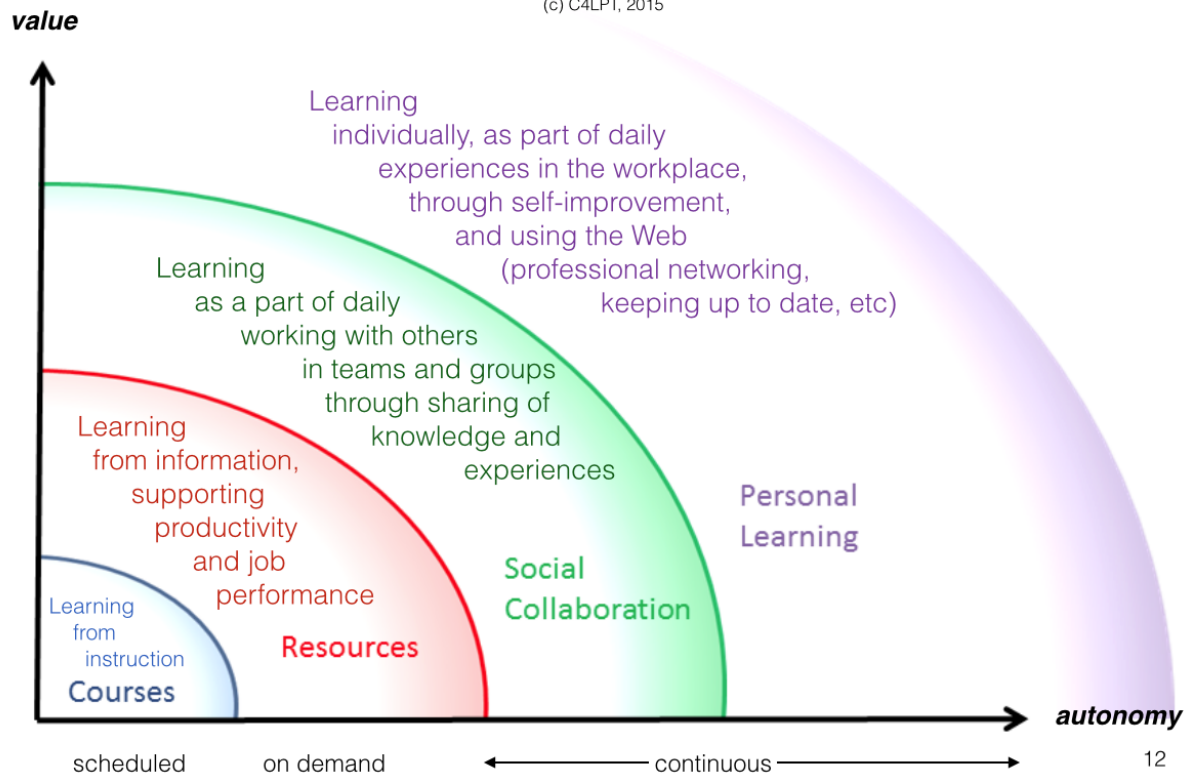 (c) C4LPT, 2015
value
Learning
individually, as part of daily
experiences in the workplace,
through self-improvement,
and using the Web
(professional networking,
keeping up to date, etc)
Learning
as a part of daily
working with others
in teams and groups
through sharing of
knowledge and
experiences
Learning
from information,
supporting
productivity
and job
performance
Personal
Learning
Social
Collaboration
Learning
from
instruction
Resources
Courses
autonomy
scheduled
on demand
continuous
12